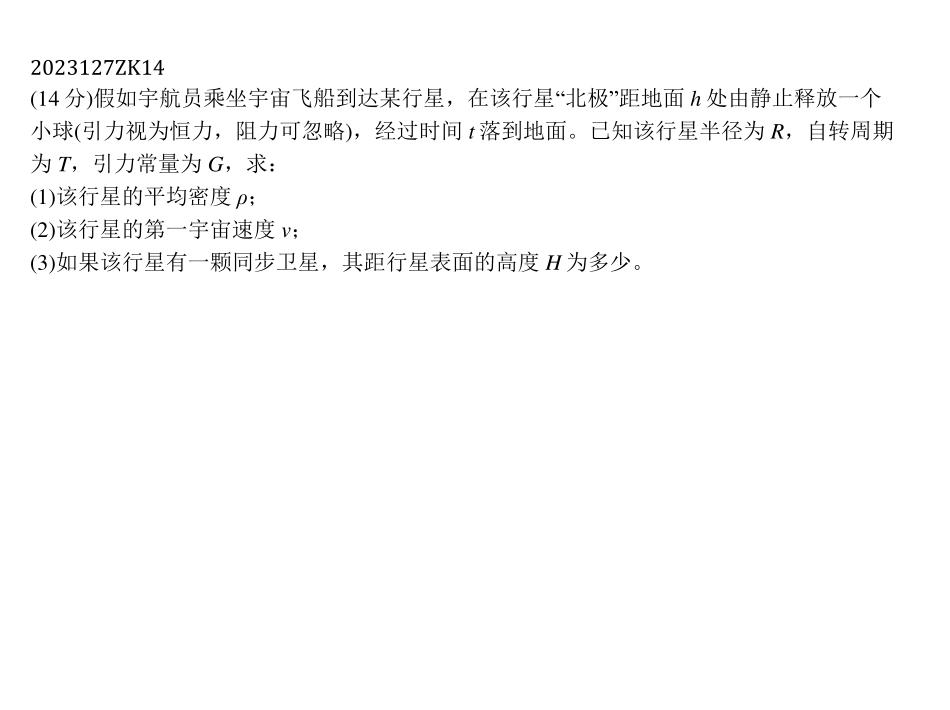 2023127ZK14
(14 分)假如宇航员乘坐宇宙飞船到达某行星，在该行星“北极”距地面 h 处由静止释放一个
小球(引力视为恒力，阻力可忽略)，经过时间 t 落到地面。已知该行星半径为 R，自转周期
为 T，引力常量为 G，求：
(1)该行星的平均密度 ρ；
(2)该行星的第一宇宙速度 v；
(3)如果该行星有一颗同步卫星，其距行星表面的高度 H 为多少。